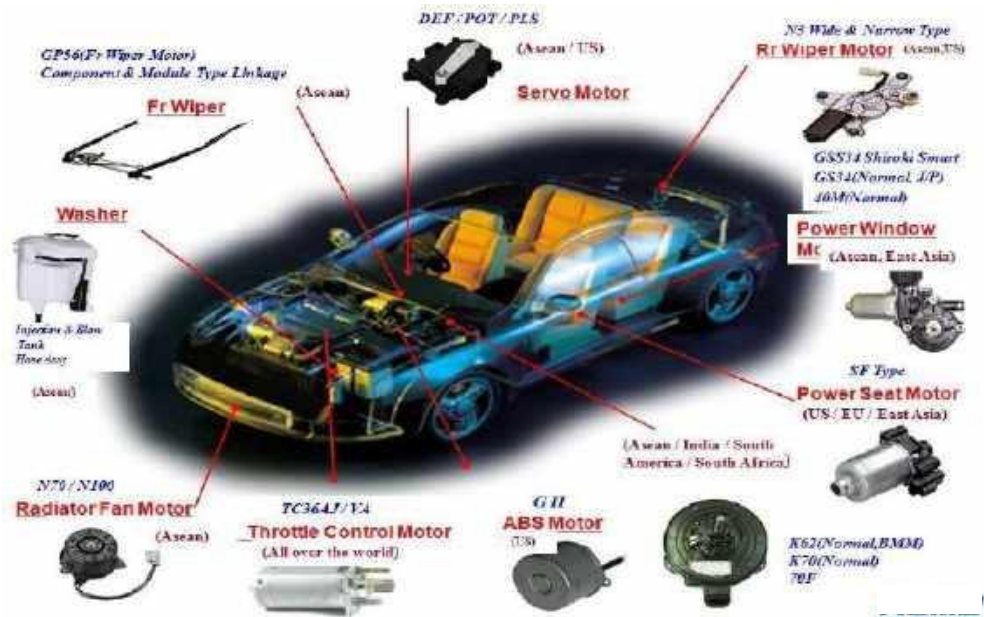 DEF / POT / PLS
(Asean / US)
Servo Motor
GP56(Fr Wiper Motor)
Component & Module Type Linkage
(Asean)
Fr Wiper
N3 Wide & Narrow Type
Rr Wiper Motor (Asean,US)
GSS34 Shiroki Smart
GS34(Normal, J/P)
40M(Normal)
Power Window
(Asean, East Asia)
Washer
Injection & Blow
Tank
Hose assy
(Asean)
SF Type
Power Seat Motor
(US / EU / East Asia)
(Asean / India / South
America / South Africa)
N70 / N100
Radiator Fan Motor
(Asean)
TC364J / V4
Throttle Control Motor
(All over the world)
G II
ABS Motor
(US)
K62(Normal,BMM)
K70(Normal)
70F